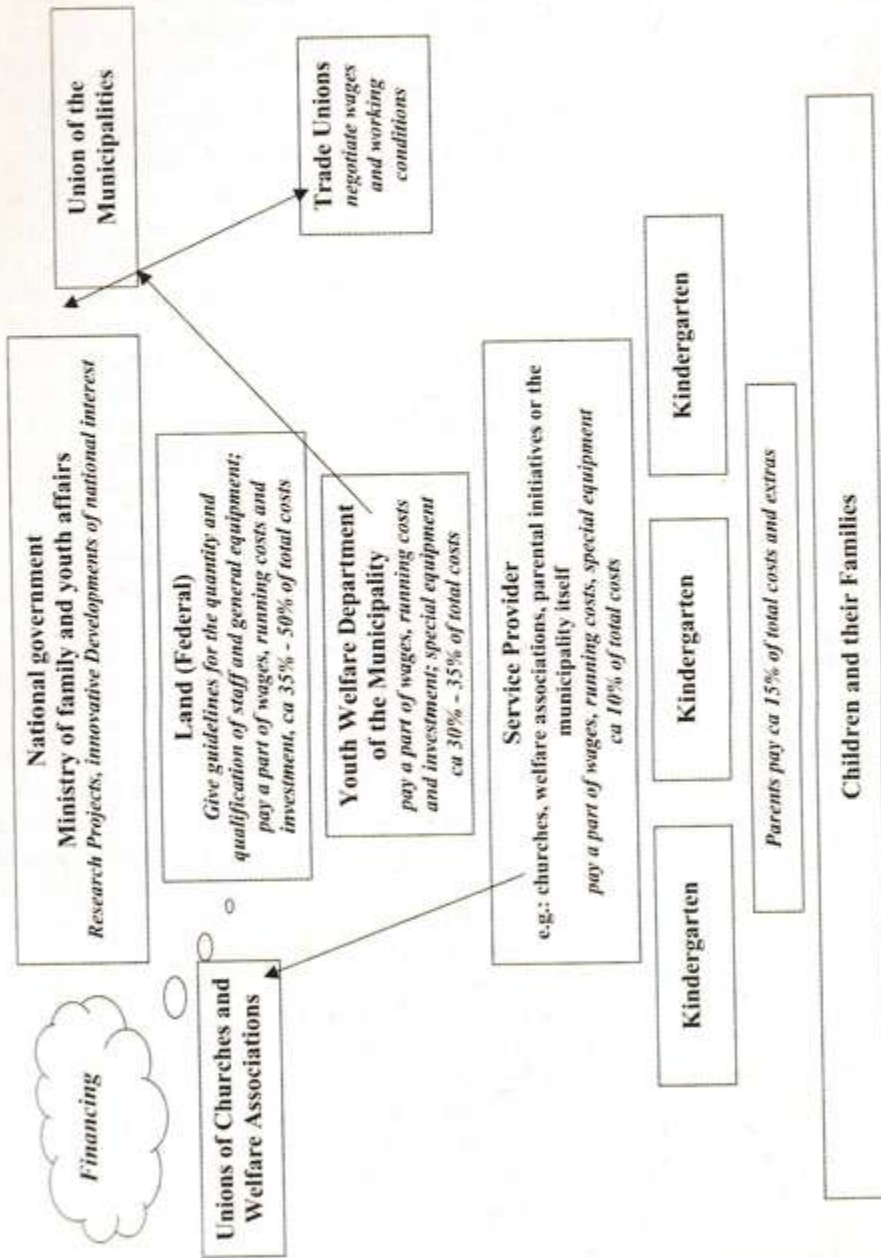 Financing
National government
Ministry of family and youth affairs
Research Projects, innovative Developments of national interest
Union of the
Municipalities
Unions of Churches and
Welfare Associations
Land (Federal)
Give guidelines for the quantity and
qualification of staff and general equipment;
pay a part of wages, running costs and
investment, ca 35% - 50% of total costs
Trade Unions
negotiate wages
and working
conditions
Youth Welfare Department
of the Municipality
pay a part of wages, running costs
and investment; special equipment
ca 30% - 35% of total costs
Service Provider
e.g.: churches, welfare associations, parental initiatives or the
municipality itself
pay a part of wages, running costs, special equipment
ca 10% of total costs
Kindergarten
Kindergarten
Kindergarten
Parents pay ca 15% of total costs and extras
Children and their Families